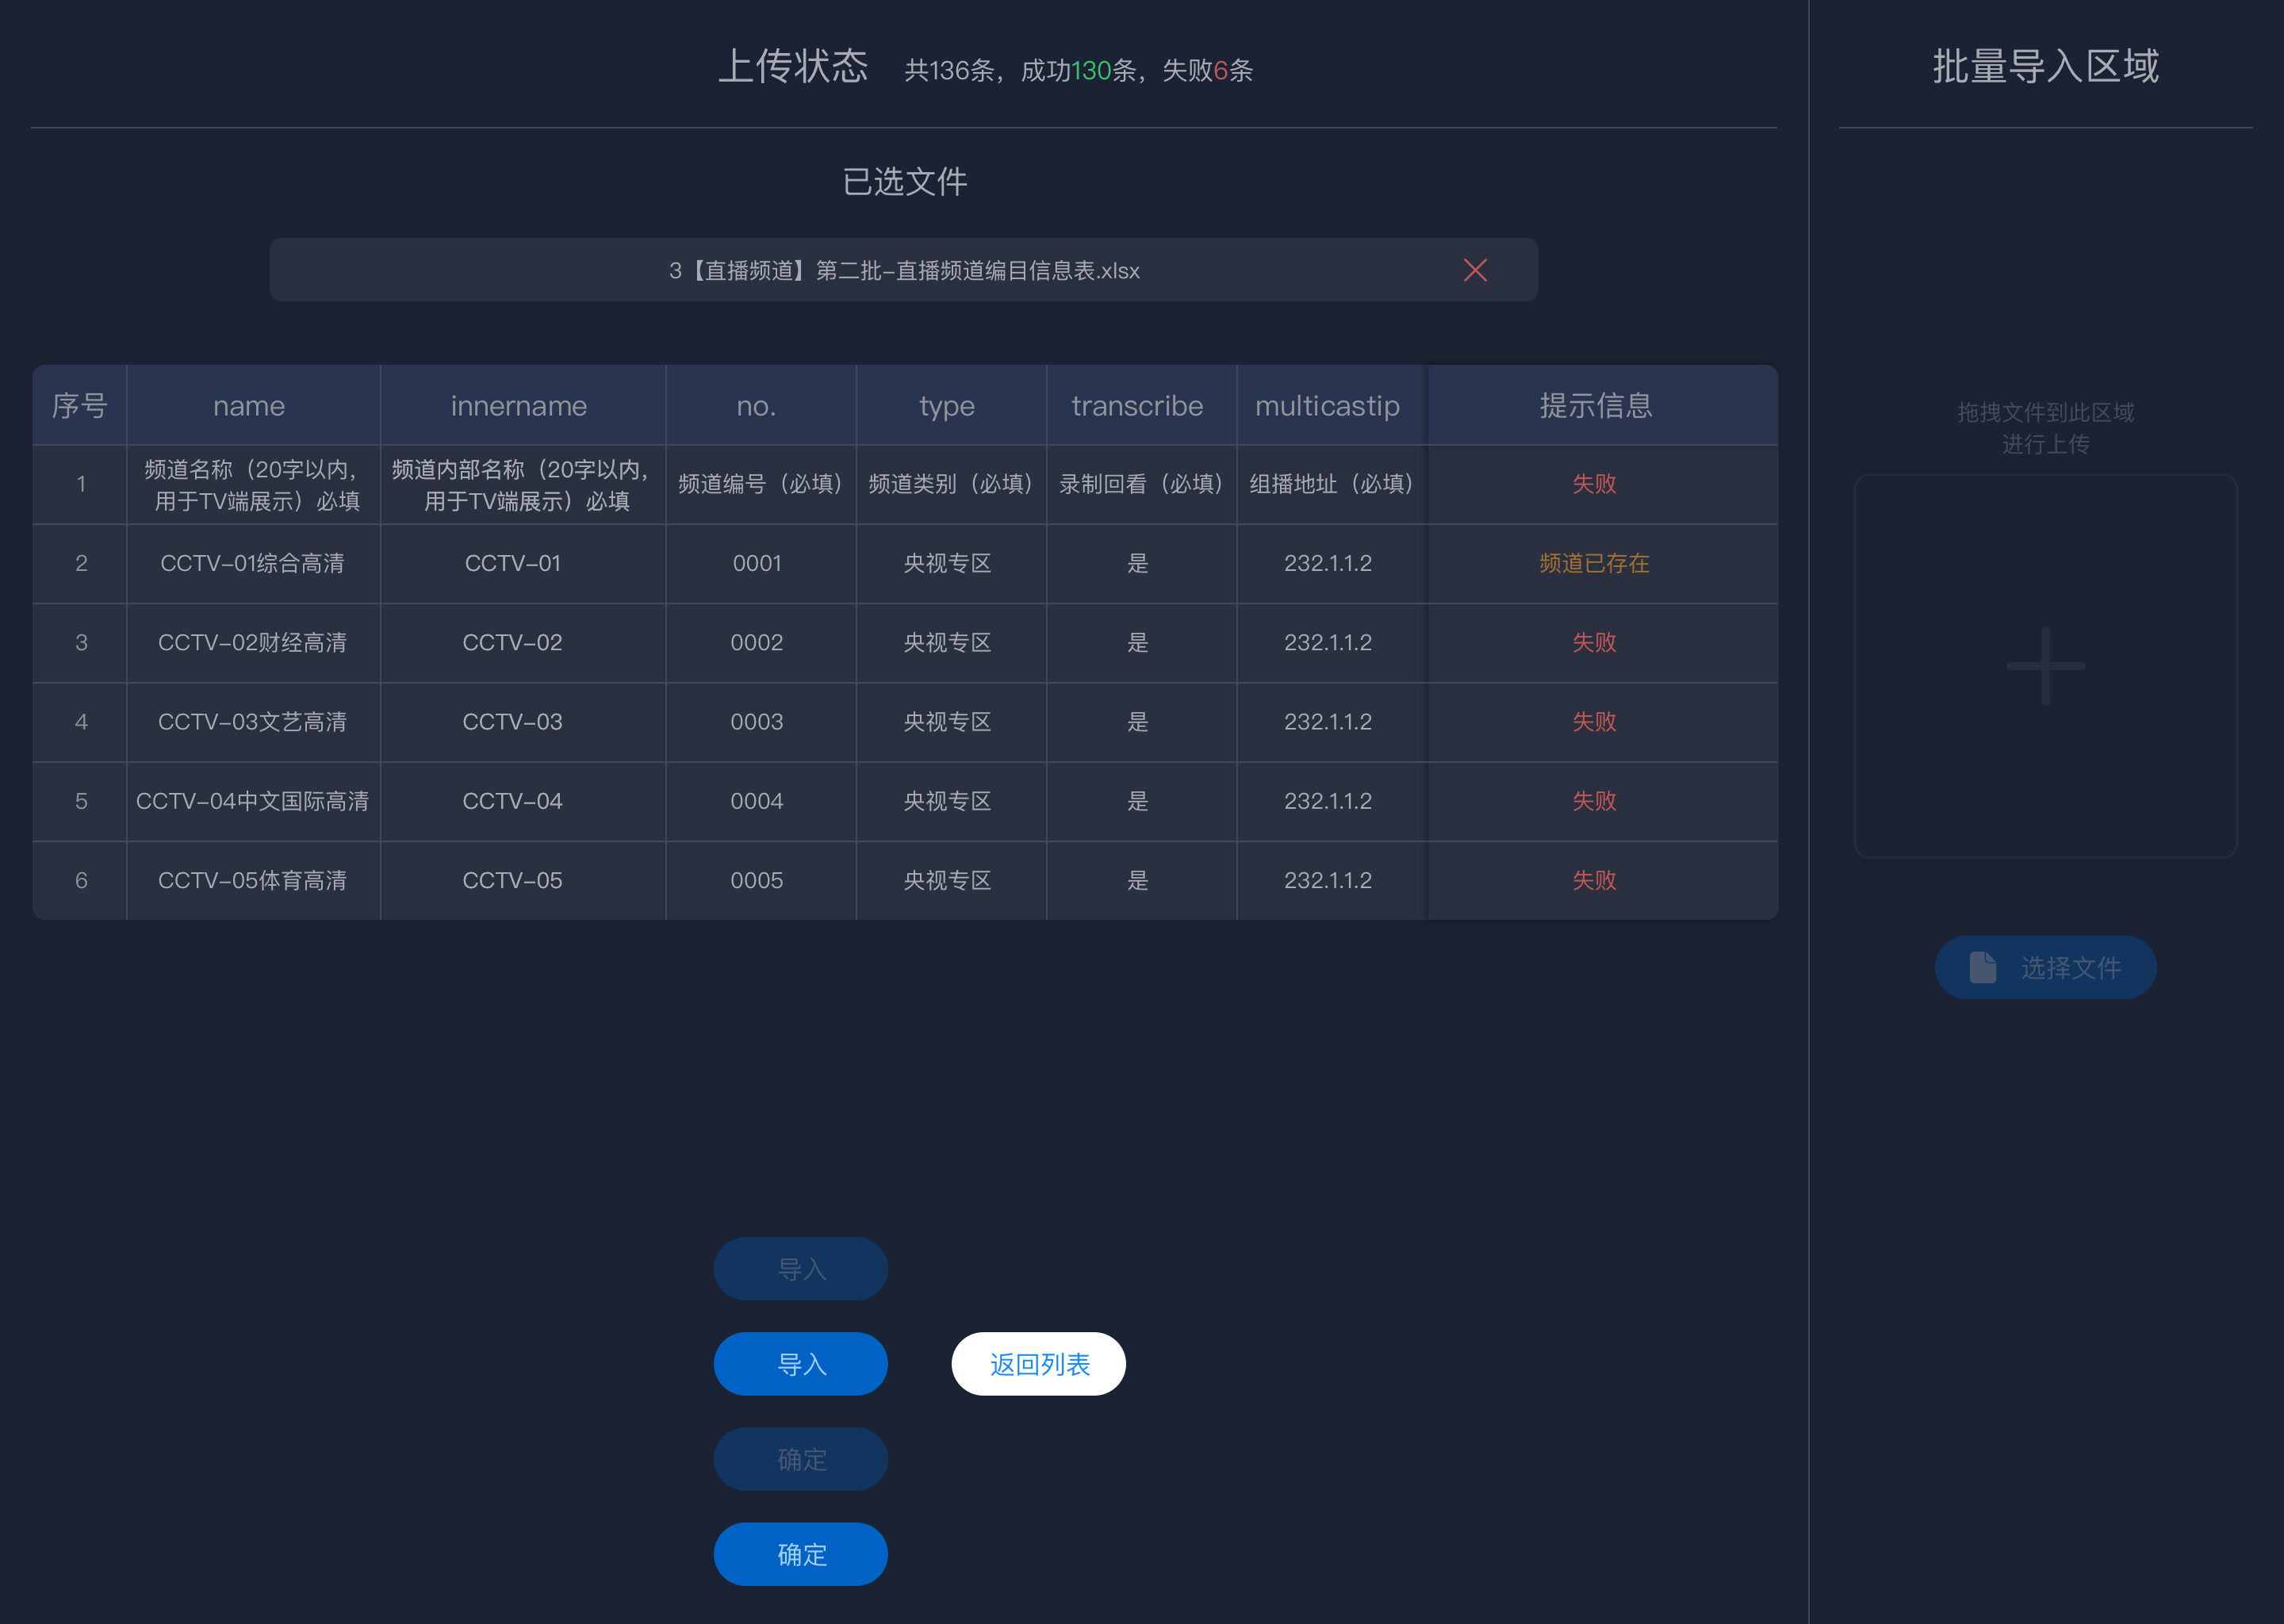 上传状态 共136条，成功130条，失败6条
批量导入区域
已选文件
3【直播频道】第二批-直播频道编目信息表.xlsx
序号 name innername no. type transcribe multicastip 提示信息
1 频道名称（20字以内，用于TV端展示）必填 频道内部名称（20字以内，用于TV端展示）必填 频道编号（必填） 频道类别（必填） 录制回看（必填） 组播地址（必填） 失败
2 CCTV-01综合高清 CCTV-01 0001 央视专区 是 232.1.1.2 频道已存在
3 CCTV-02财经高清 CCTV-02 0002 央视专区 是 232.1.1.2 失败
4 CCTV-03文艺高清 CCTV-03 0003 央视专区 是 232.1.1.2 失败
5 CCTV-04中文国际高清 CCTV-04 0004 央视专区 是 232.1.1.2 失败
6 CCTV-05体育高清 CCTV-05 0005 央视专区 是 232.1.1.2 失败
拖拽文件到此区域
进行上传
选择文件
导入
导入 返回列表
确定
确定